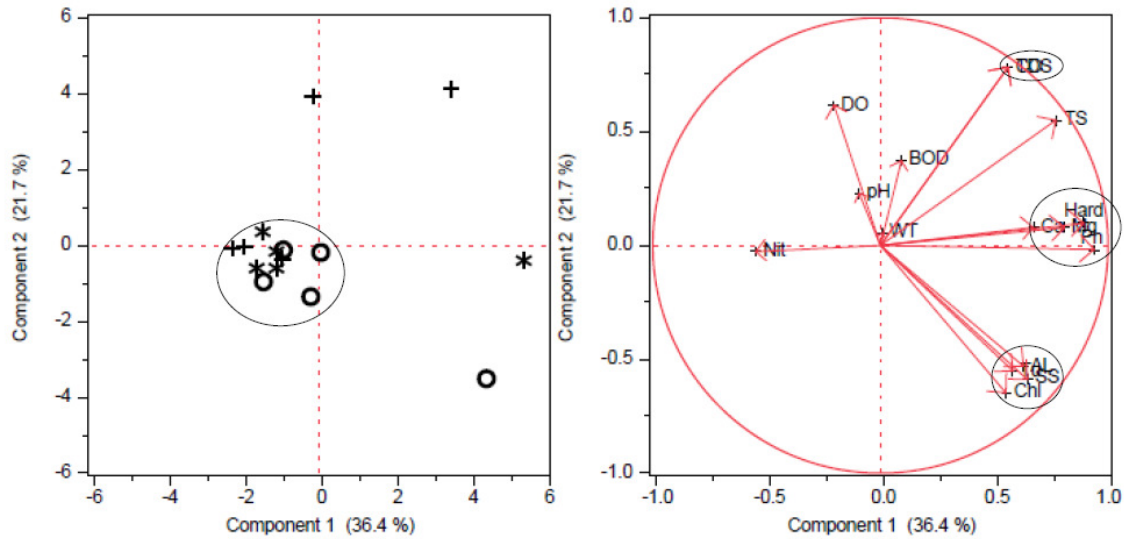 6
4
2
0
-2
-4
-6
-6 -4 -2 0 2 4 6
Component 2 (21.7 %)
Component 1 (36.4 %)
1.0
0.5
0.0
-0.5
-1.0
-1.0 -0.5 0.0 0.5 1.0
Component 2 (21.7 %)
Component 1 (36.4 %)
DO
TS
BOD
pH
WT
Hard
Ca
Mg
Ph
Nit
AL
SS
Chl